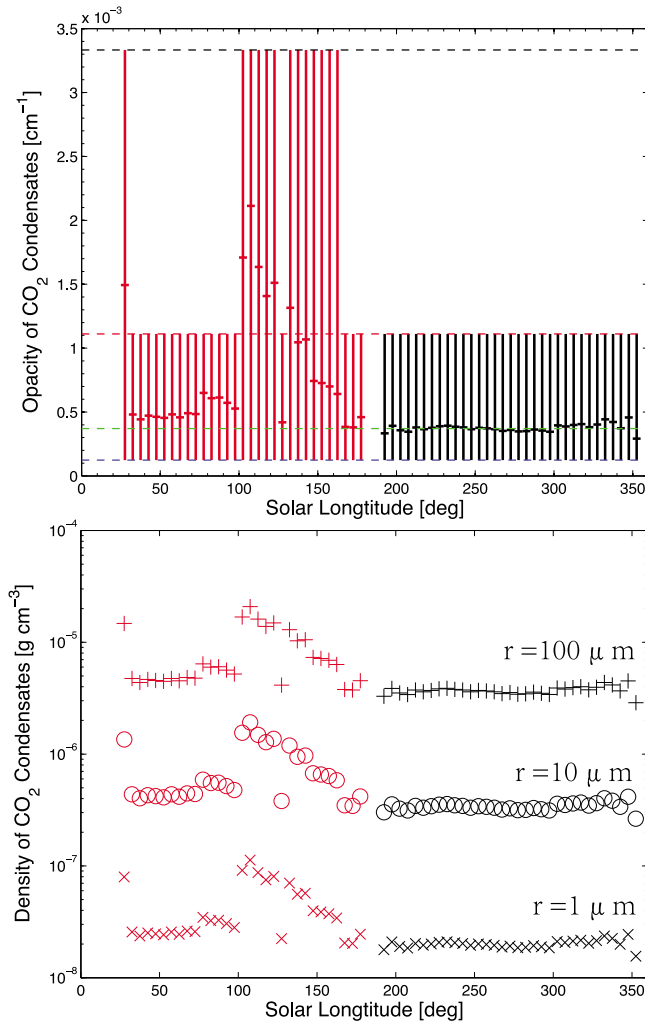 × 10⁻³
3.5
3
2.5
2
1.5
1
0.5
0
Opacity of CO₂ Condensates [cm⁻¹]
0 50 100 150 200 250 300 350
Solar Longtitude [deg]
10⁻⁴
10⁻⁵
10⁻⁶
10⁻⁷
10⁻⁸
Density of CO₂ Condensates [g cm⁻³]
r = 100 μ m
r = 10 μ m
r = 1 μ m
0 50 100 150 200 250 300 350
Solar Longtitude [deg]